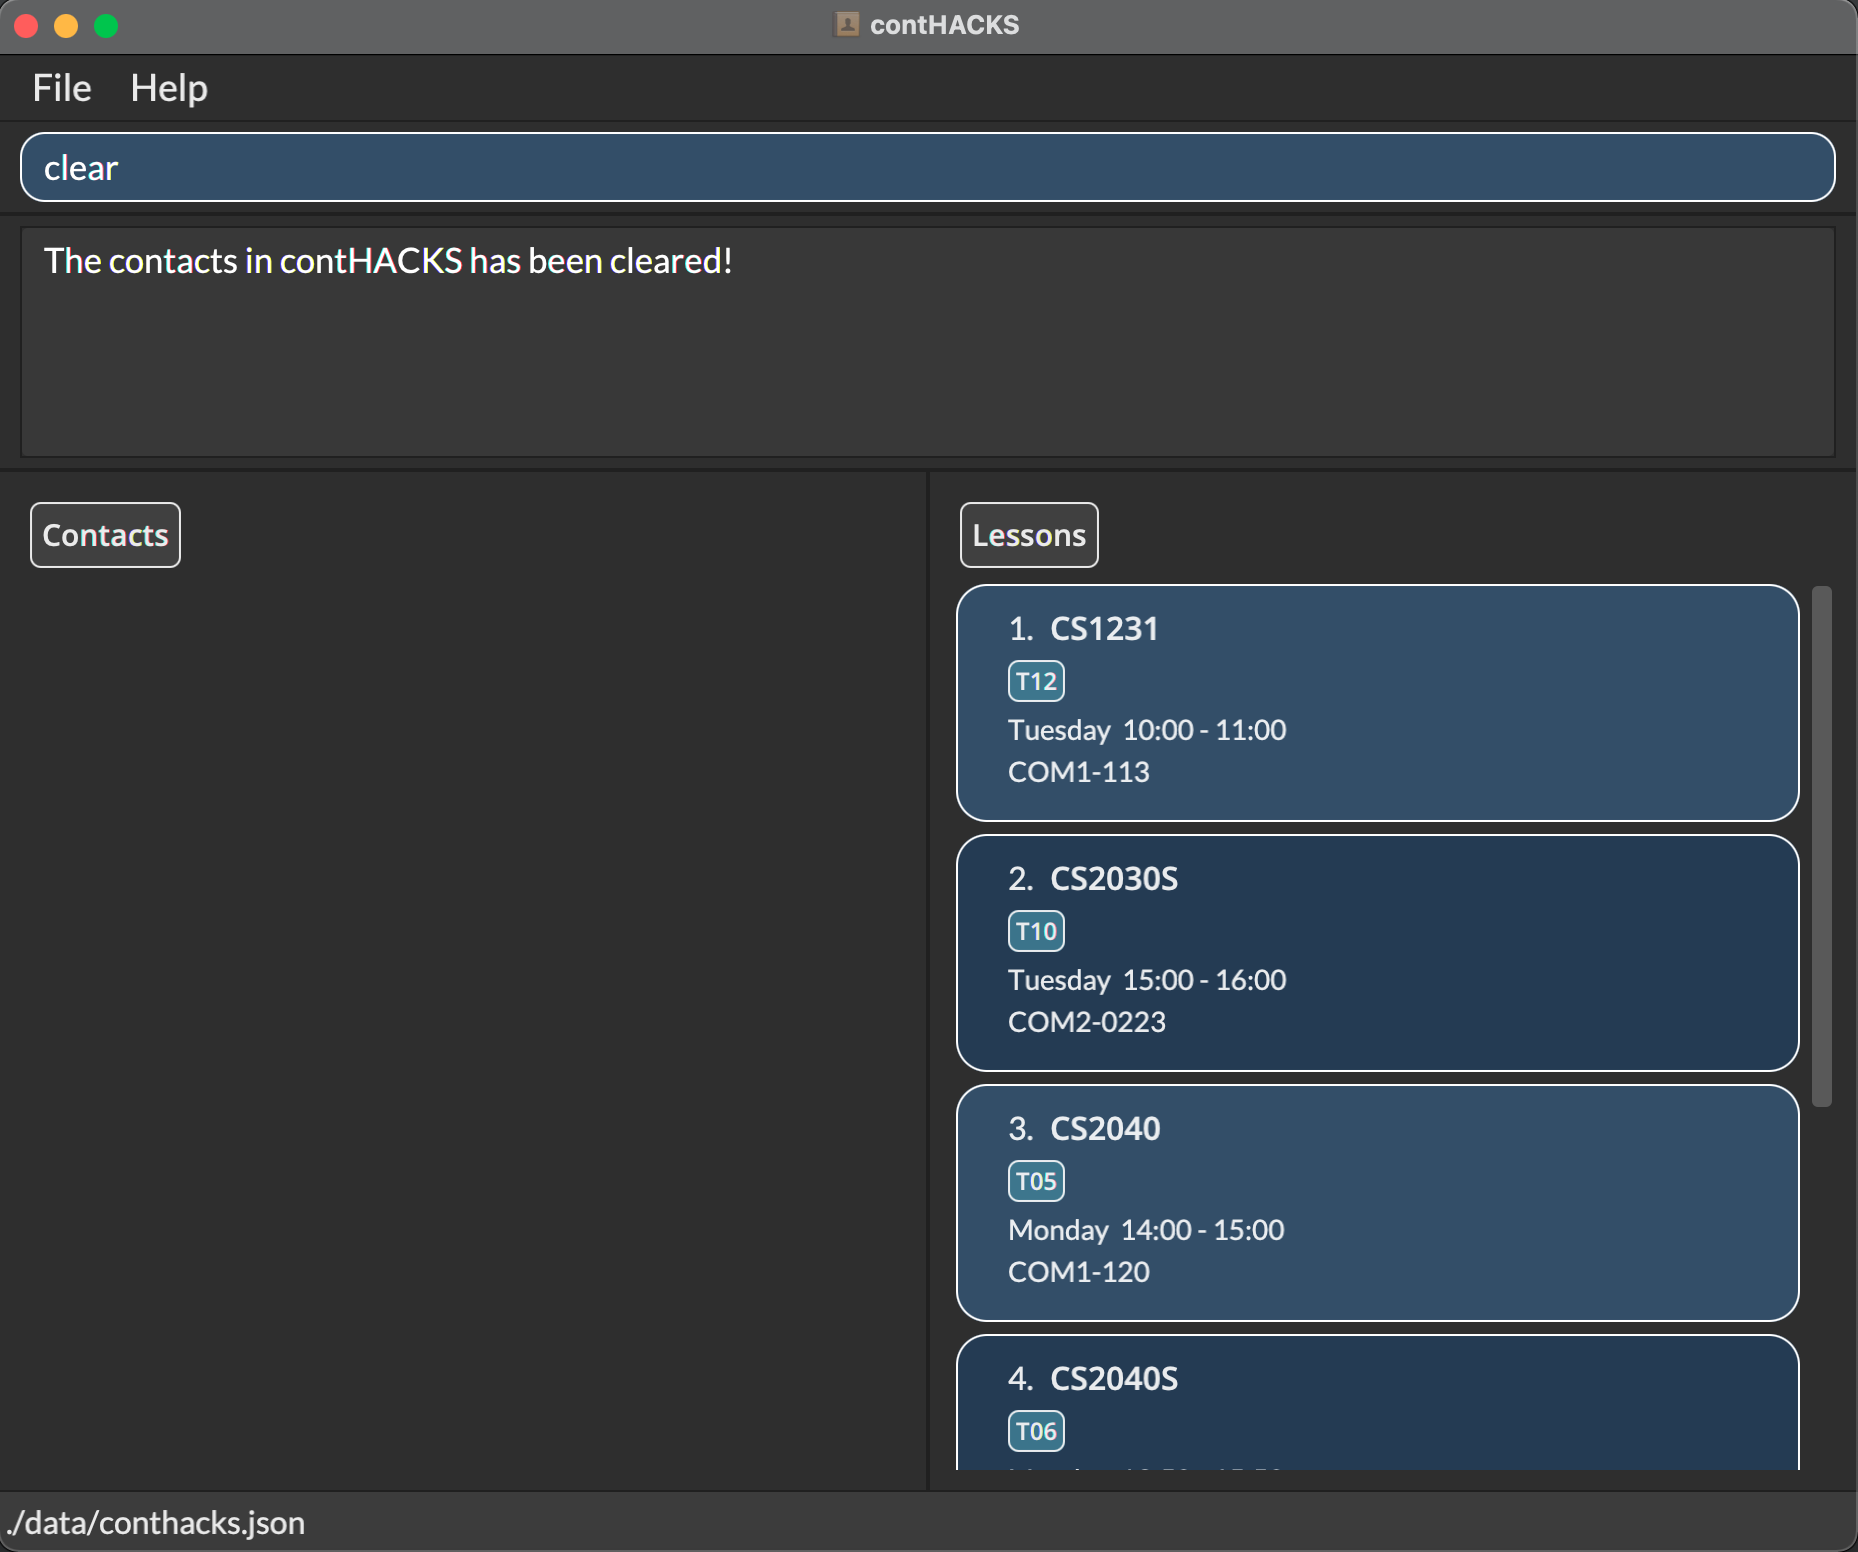 contHACKS
File Help
clear
The contacts in contHACKS has been cleared!
Contacts
Lessons
1. CS1231
T12
Tuesday 10:00 - 11:00
COM1-113
2. CS2030S
T10
Tuesday 15:00 - 16:00
COM2-0223
3. CS2040
T05
Monday 14:00 - 15:00
COM1-120
4. CS2040S
T06
./data/conthacks.json